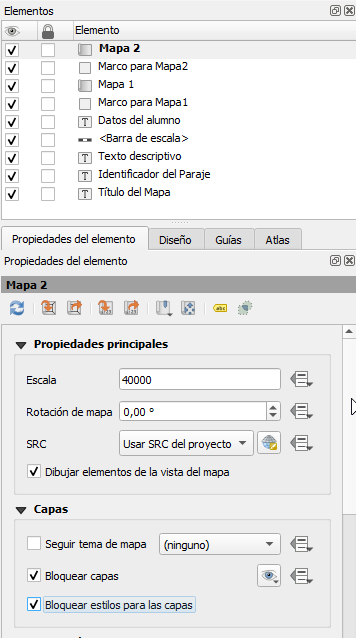 Elementos
Elemento
Mapa 2
Marco para Mapa2
Mapa 1
Marco para Mapa1
T Datos del alumno
<Barra de escala>
T Texto descriptivo
T Identificador del Paraje
T Título del Mapa
Propiedades del elemento Diseño Guías Atlas
Propiedades del elemento
Mapa 2
abc
Propiedades principales
Escala 40000
Rotación de mapa 0,00 °
SRC Usar SRC del proyecto
Dibujar elementos de la vista del mapa
Capas
Seguir tema de mapa (ninguno)
Bloquear capas
Bloquear estilos para las capas